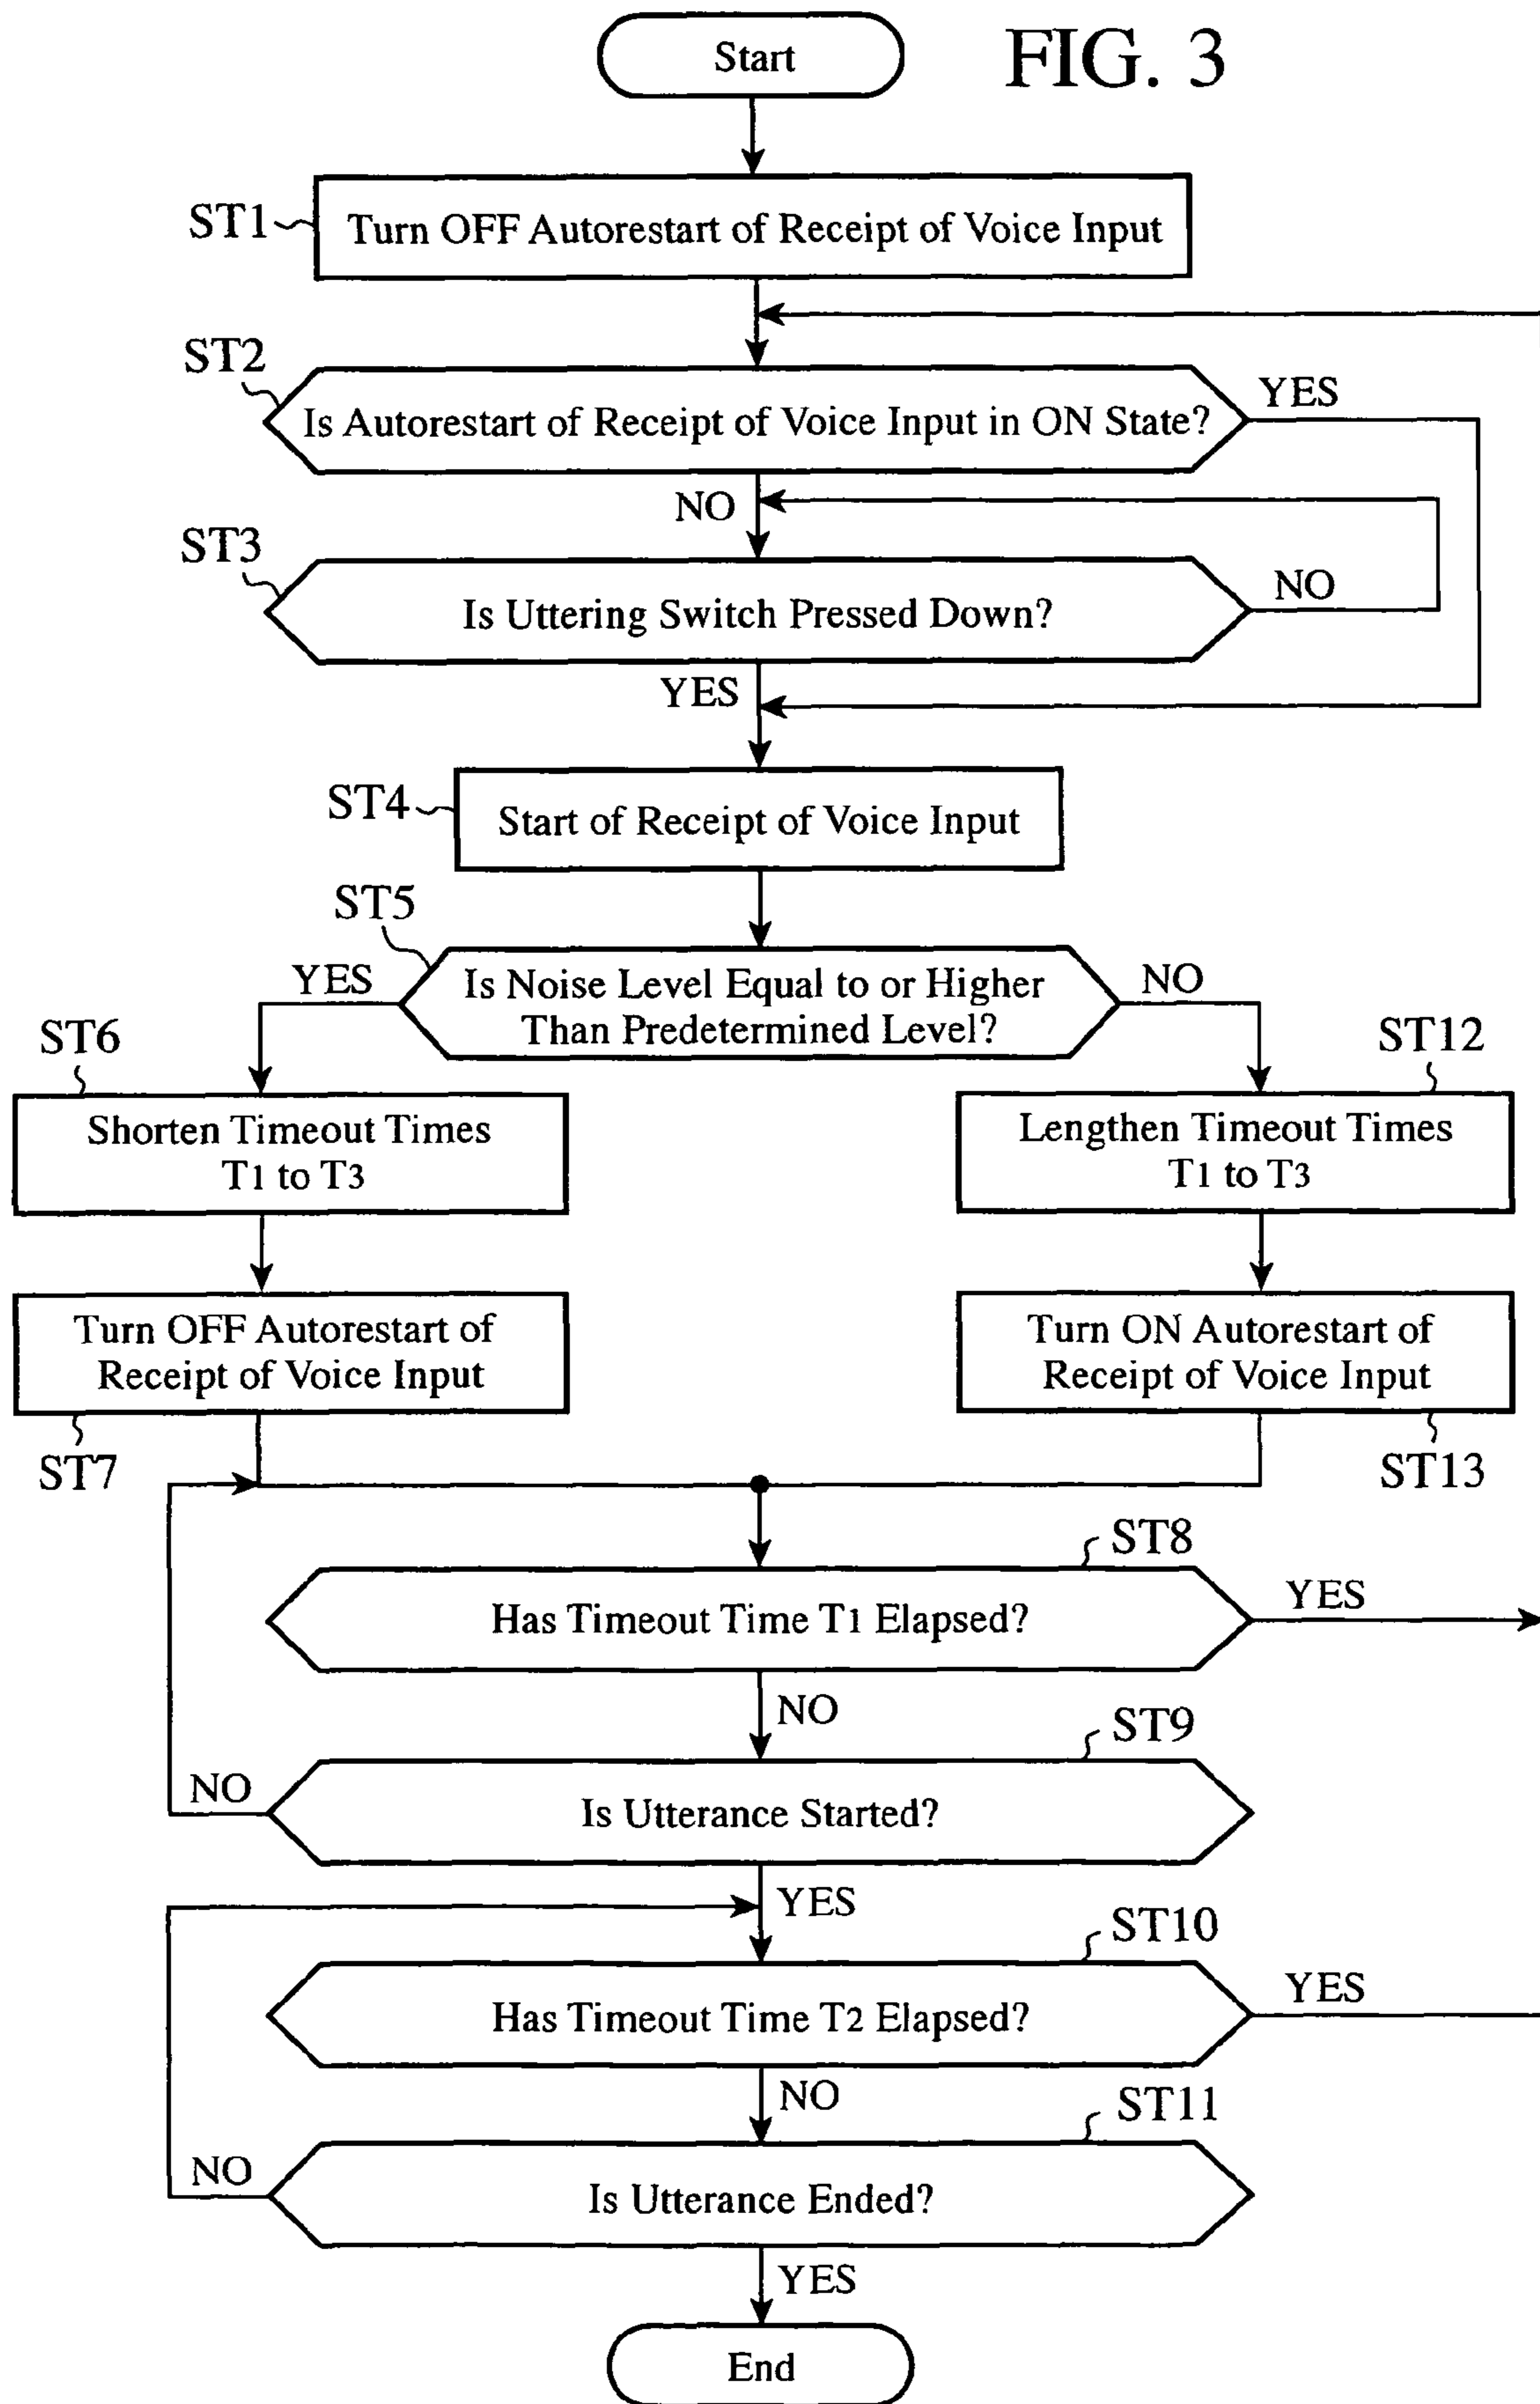 Start
FIG. 3
ST1
Turn OFF Autorestart of Receipt of Voice Input
ST2
Is Autorestart of Receipt of Voice Input in ON State?
YES
NO
ST3
Is Uttering Switch Pressed Down?
NO
YES
ST4
Start of Receipt of Voice Input
ST5
Is Noise Level Equal to or Higher
Than Predetermined Level?
YES
NO
ST6
Shorten Timeout Times
T1 to T3
ST12
Lengthen Timeout Times
T1 to T3
Turn OFF Autorestart of
Receipt of Voice Input
ST7
Turn ON Autorestart of
Receipt of Voice Input
ST13
ST8
Has Timeout Time T1 Elapsed?
YES
NO
ST9
Is Utterance Started?
NO
YES
ST10
Has Timeout Time T2 Elapsed?
YES
NO
ST11
Is Utterance Ended?
NO
YES
End